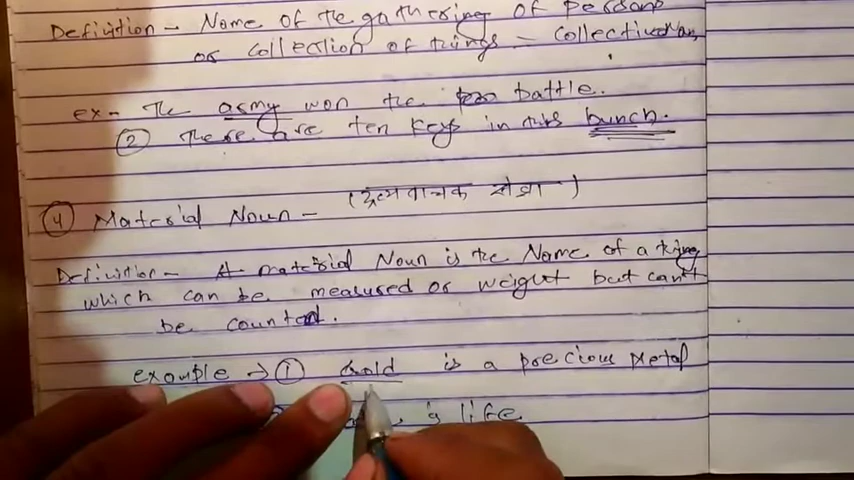 Definition - Name of the gathering of persons
or collection of things - Collective Noun
ex - The army won the battle.
② There are ten keys in this bunch.
④ Material Noun - (द्रव्यवाचक संज्ञा)
Definition - A material Noun is the Name of a thing
which can be measured or weight but can't
be counted.
example → ① Gold is a precious Metal
is life